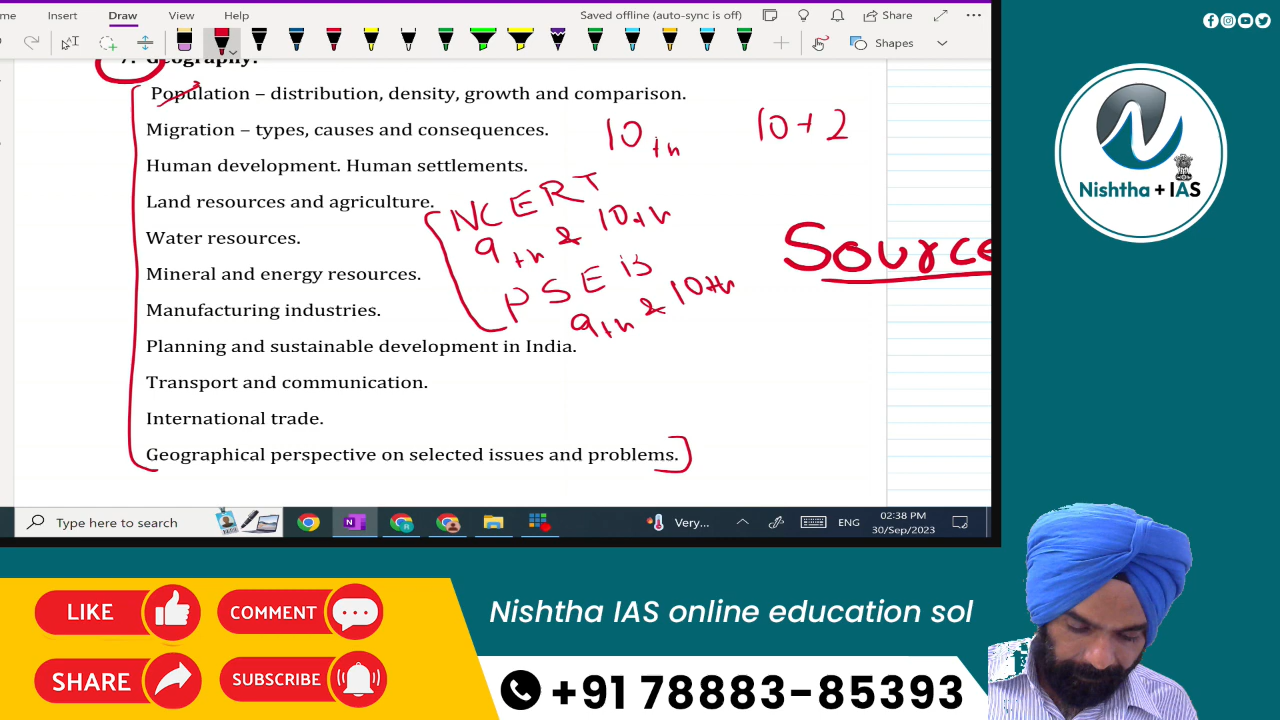 ome Insert Draw View Help Saved offline (auto-sync is off) Share
Shapes
7. Geography:
Population – distribution, density, growth and comparison.
Migration – types, causes and consequences.
10th 10+2
Human development. Human settlements.
Land resources and agriculture.
NCERT
9th & 10th
Source
Water resources.
Mineral and energy resources.
PSEB
9th & 10th
Manufacturing industries.
Planning and sustainable development in India.
Transport and communication.
International trade.
Geographical perspective on selected issues and problems.
Type here to search Very... ENG 02:38 PM
30/Sep/2023
Nishtha + IAS
LIKE COMMENT
SHARE SUBSCRIBE
Nishtha IAS online education sol
+91 78883-85393